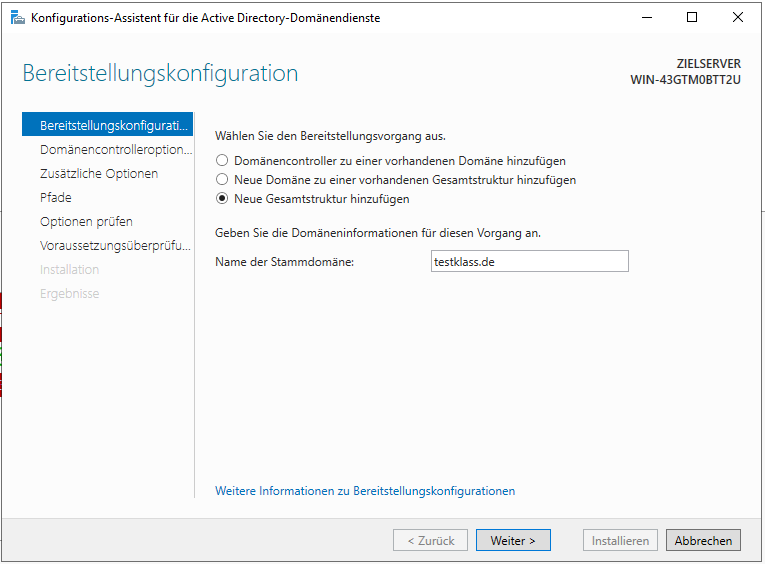 Konfigurations-Assistent für die Active Directory-Domänendienste
Bereitstellungskonfiguration
ZIELSERVER
WIN-43GTM0BTT2U
Bereitstellungskonfigurati...
Domänencontrolleroption...
Zusätzliche Optionen
Pfade
Optionen prüfen
Voraussetzungsüberprüfu...
Installation
Ergebnisse
Wählen Sie den Bereitstellungsvorgang aus.
Domänencontroller zu einer vorhandenen Domäne hinzufügen
Neue Domäne zu einer vorhandenen Gesamtstruktur hinzufügen
Neue Gesamtstruktur hinzufügen
Geben Sie die Domäneninformationen für diesen Vorgang an.
Name der Stammdomäne: testklass.de
Weitere Informationen zu Bereitstellungskonfigurationen
< Zurück Weiter > Installieren Abbrechen